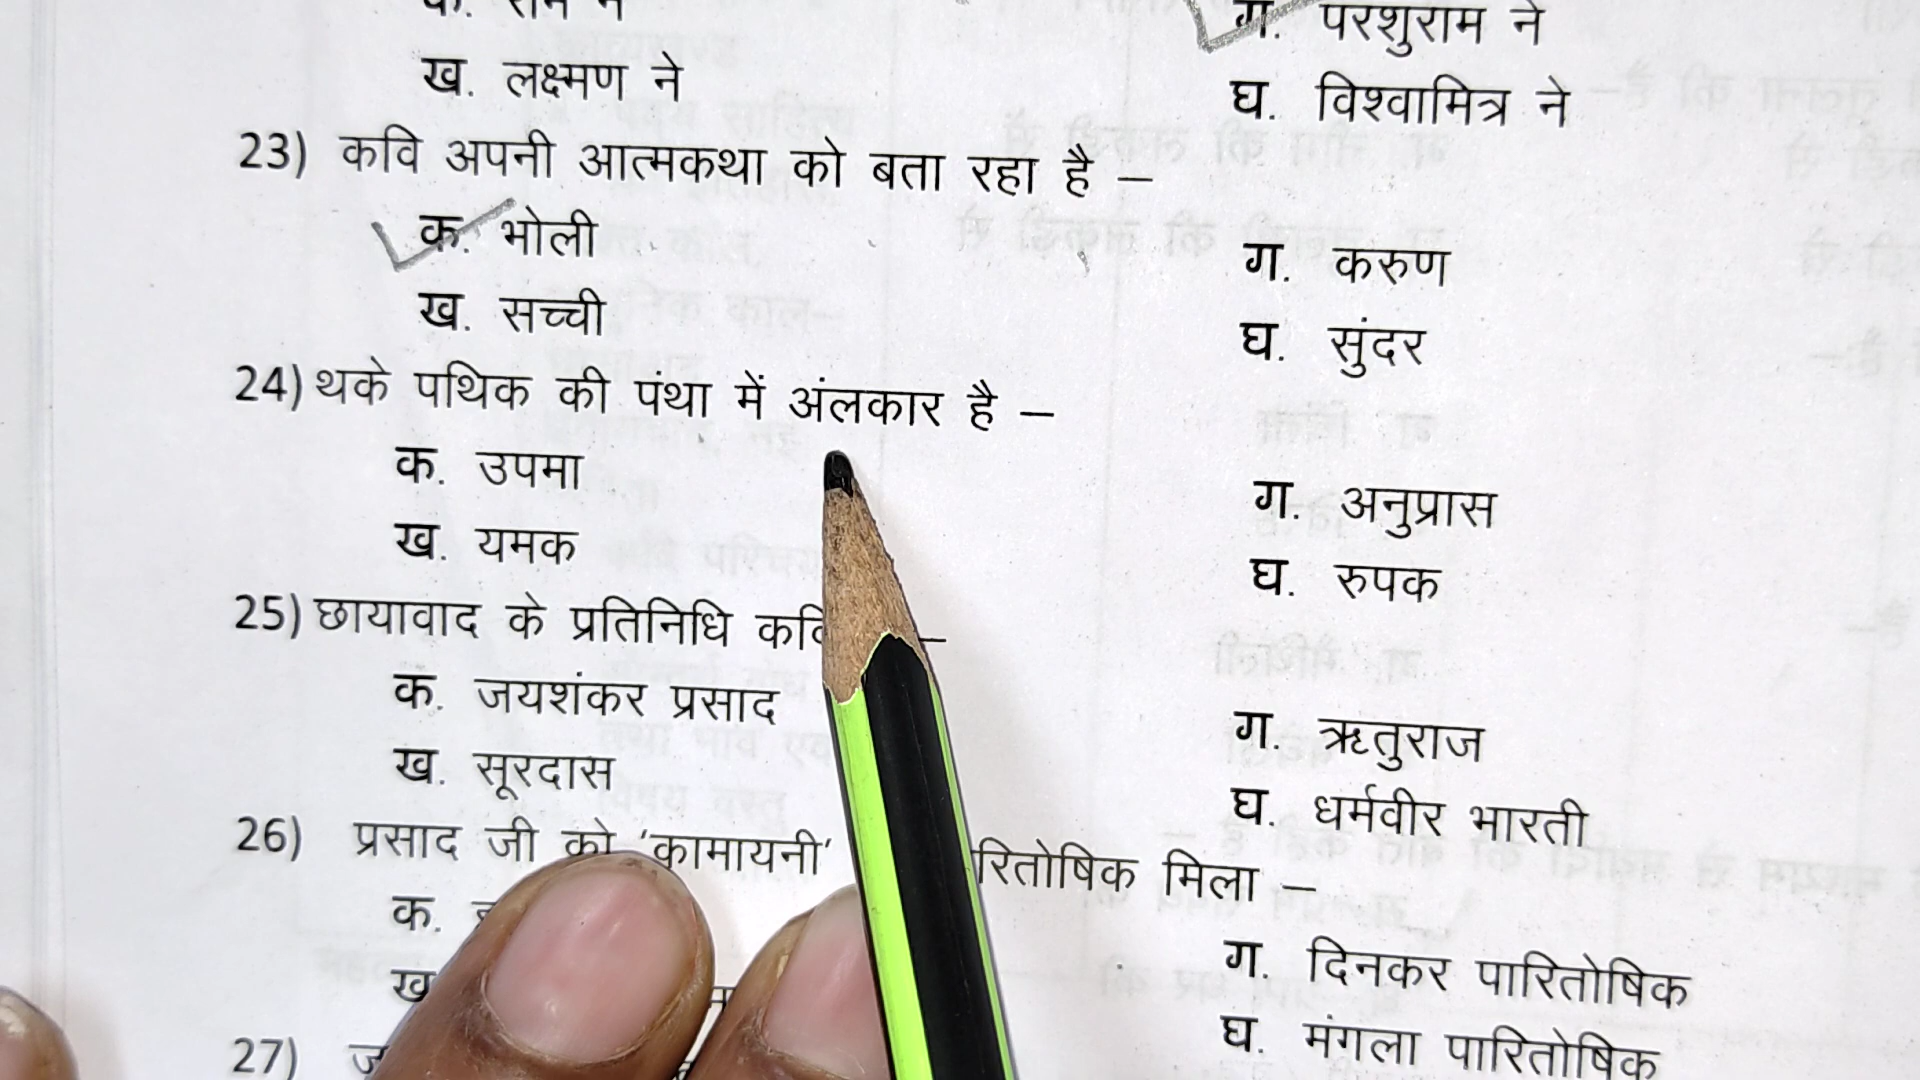 ग. परशुराम ने
ख. लक्ष्मण ने
घ. विश्वामित्र ने
23) कवि अपनी आत्मकथा को बता रहा है –
क. भोली
ग. करुण
ख. सच्ची
घ. सुंदर
24) थके पथिक की पंथा में अंलकार है –
क. उपमा
ग. अनुप्रास
ख. यमक
घ. रुपक
25) छायावाद के प्रतिनिधि –
क. जयशंकर प्रसाद
ग. ऋतुराज
ख. सूरदास
घ. धर्मवीर भारती
26) प्रसाद जी को ‘कामायनी’ मिला –
क.
ग. दिनकर पारितोषिक
ख
घ. मंगला पारितोषिक
27)